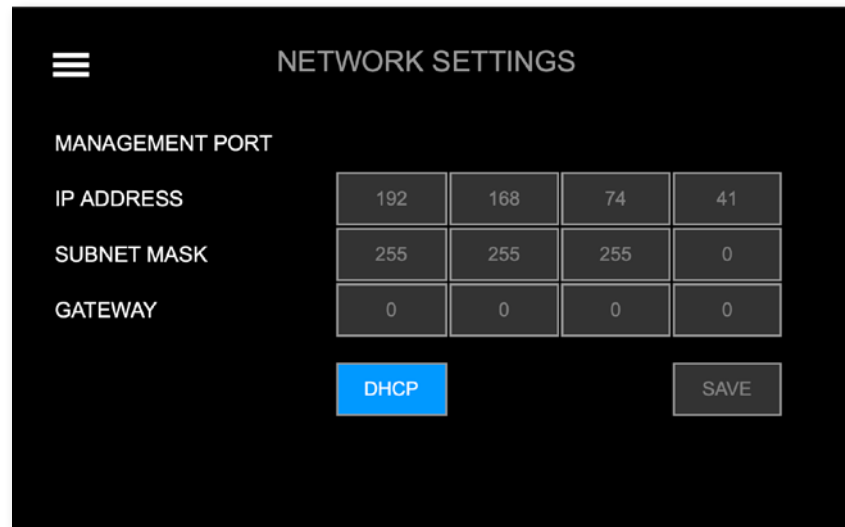 NETWORK SETTINGS
MANAGEMENT PORT
IP ADDRESS 192 168 74 41
SUBNET MASK 255 255 255 0
GATEWAY 0 0 0 0
DHCP SAVE